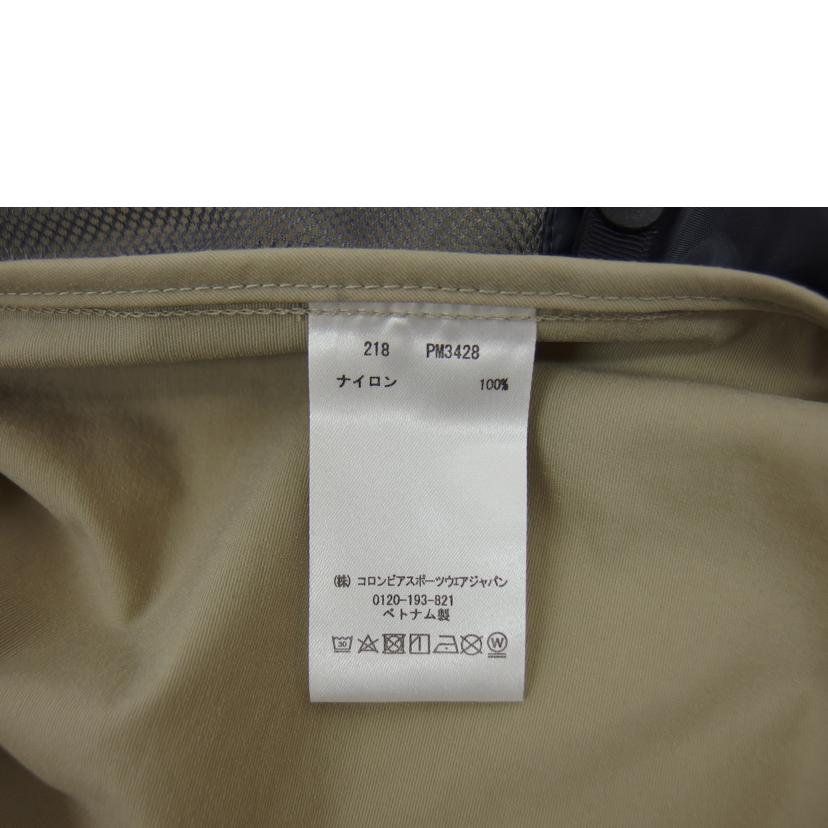 218 PM3428
ナイロン 100%
(株) コロンビアスポーツウエアジャパン
0120-193-821
ベトナム製
30 W